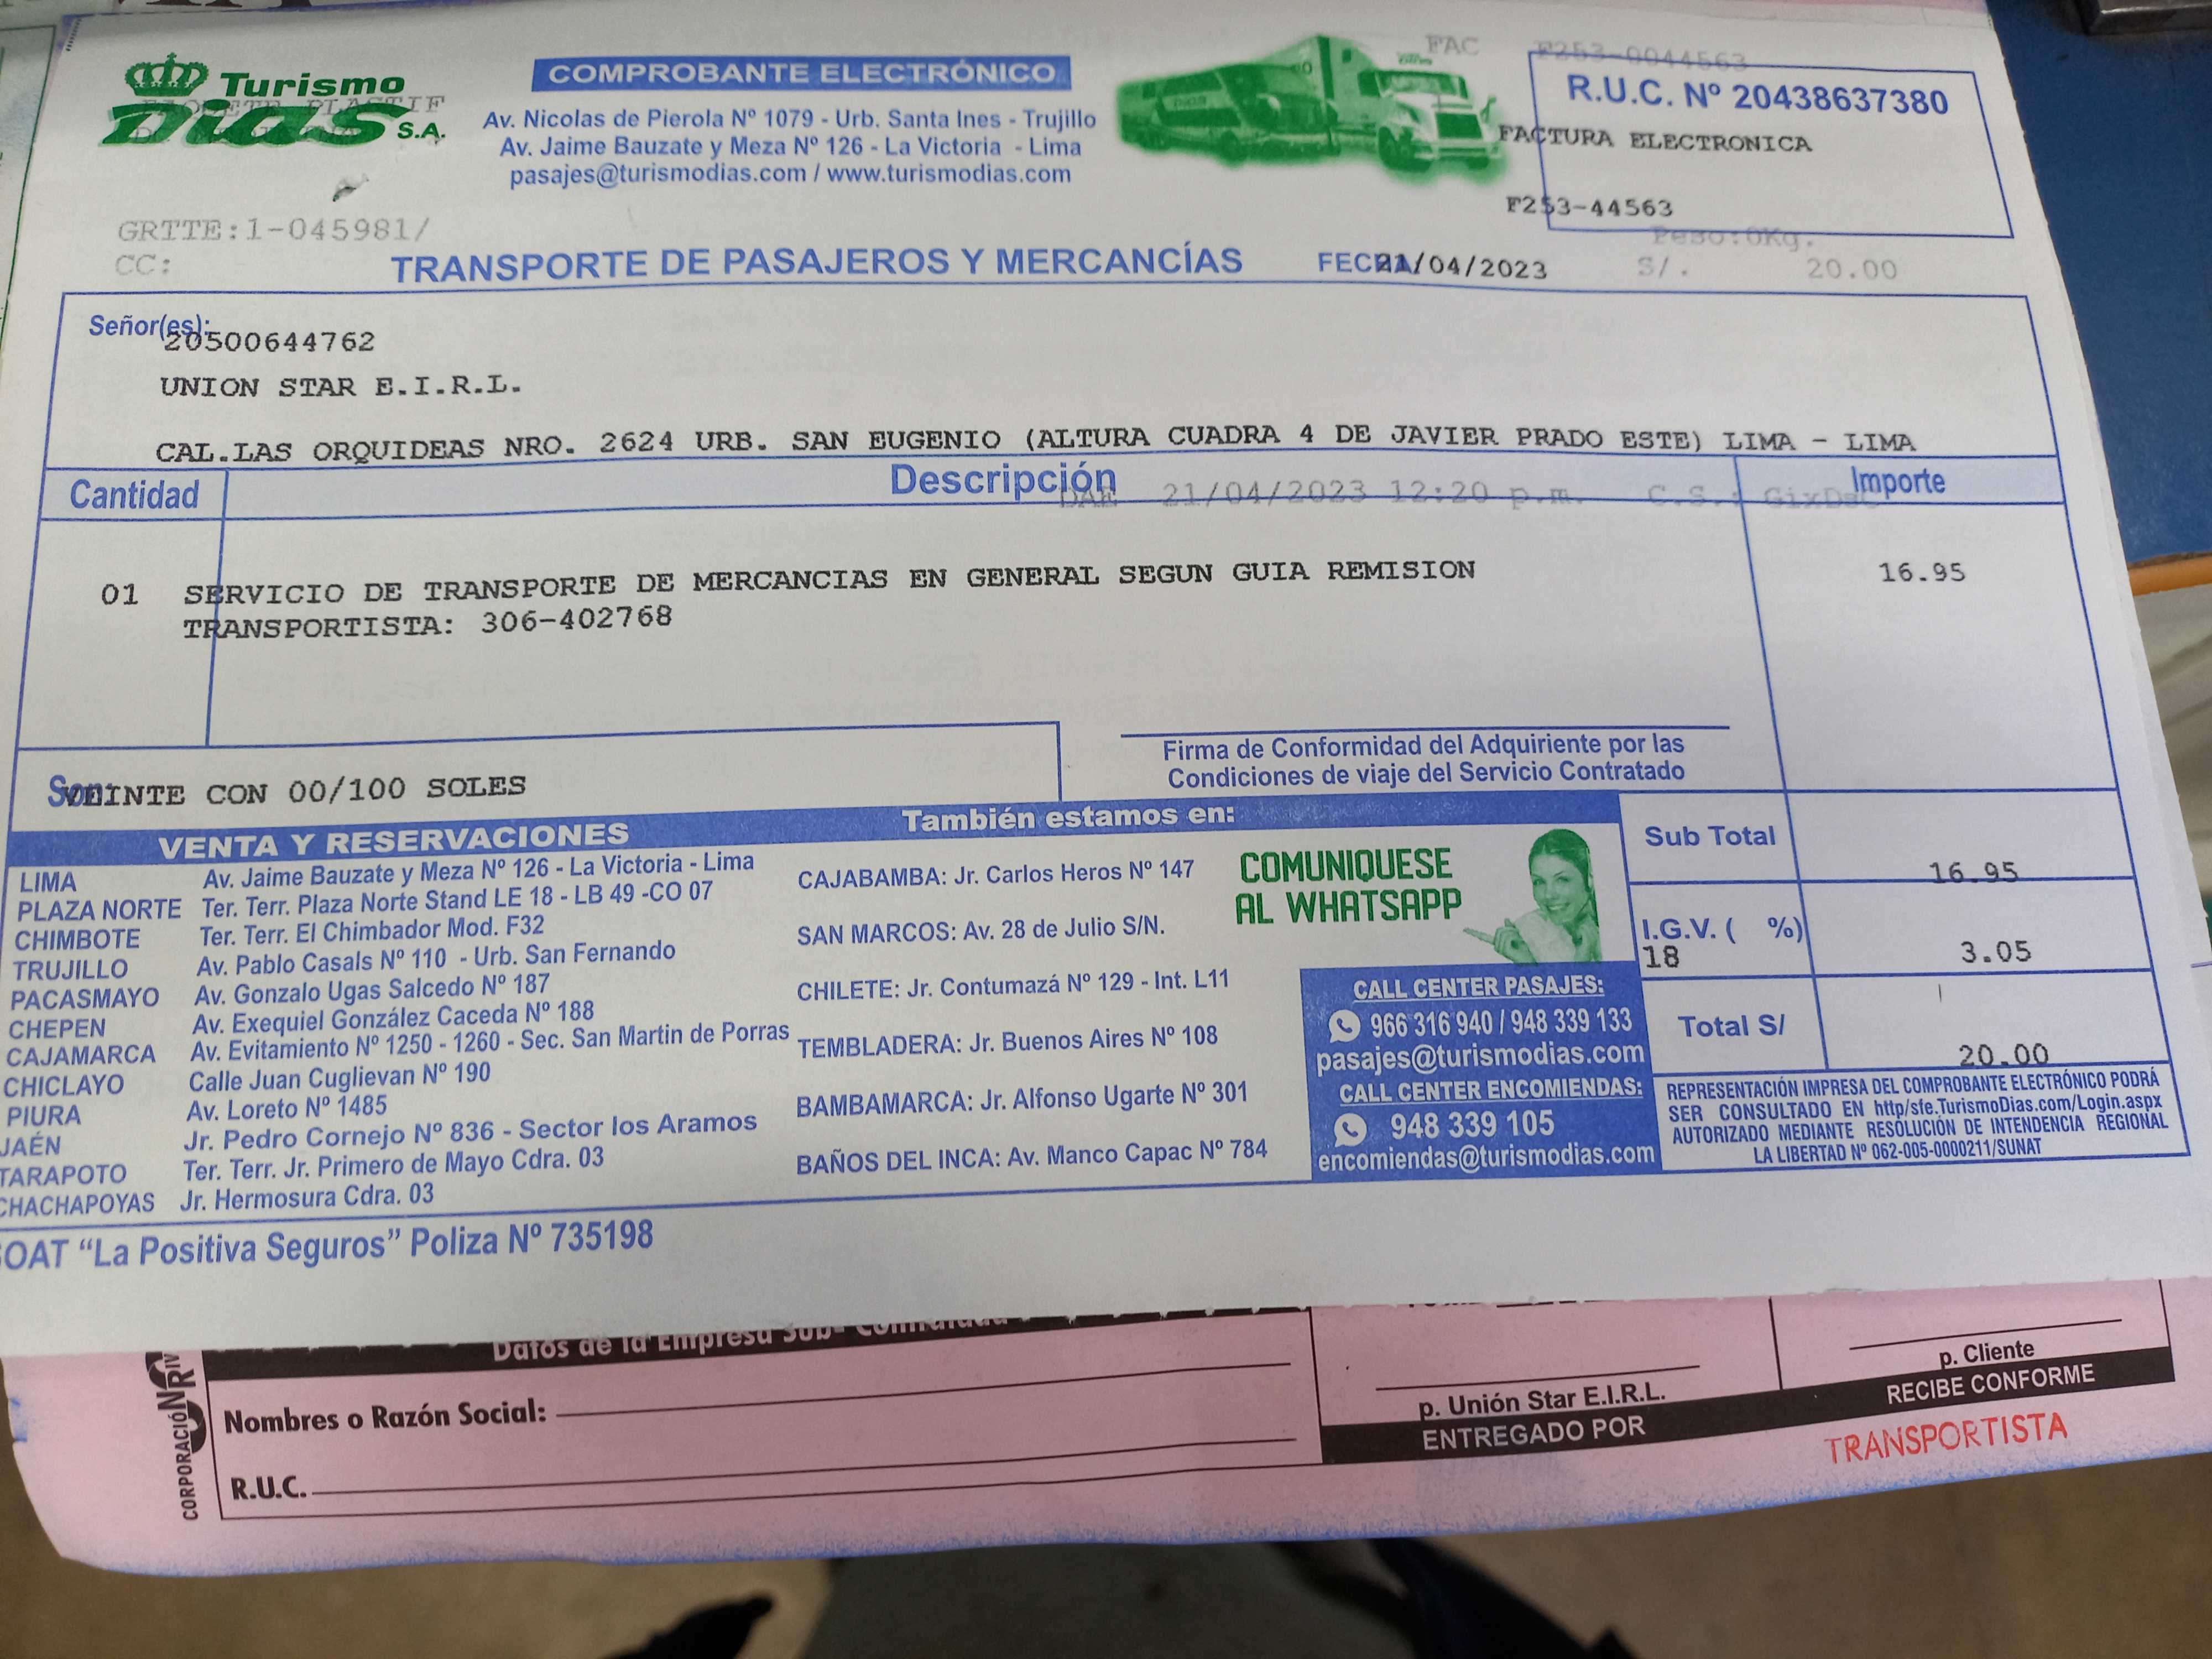 Turismo
Dias S.A.
PAQUETE PLASTIF
COMPROBANTE ELECTRÓNICO
Av. Nicolas de Pierola Nº 1079 - Urb. Santa Ines - Trujillo
Av. Jaime Bauzate y Meza Nº 126 - La Victoria - Lima
pasajes@turismodias.com / www.turismodias.com
FAC F253-0044563
R.U.C. Nº 20438637380
FACTURA ELECTRONICA
F253-44563
Peso:0Kg.
S/. 20.00
GRTTE:1-045981/
CC:
TRANSPORTE DE PASAJEROS Y MERCANCÍAS
FECHA 21/04/2023
Señor(es):
20500644762
UNION STAR E.I.R.L.
CAL.LAS ORQUIDEAS NRO. 2624 URB. SAN EUGENIO (ALTURA CUADRA 4 DE JAVIER PRADO ESTE) LIMA - LIMA
Cantidad Descripción Importe
DAE 21/04/2023 12:20 p.m. C.S.:
01 SERVICIO DE TRANSPORTE DE MERCANCIAS EN GENERAL SEGUN GUIA REMISION 16.95
TRANSPORTISTA: 306-402768
Firma de Conformidad del Adquiriente por las
Condiciones de viaje del Servicio Contratado
Son: VEINTE CON 00/100 SOLES
VENTA Y RESERVACIONES
LIMA Av. Jaime Bauzate y Meza Nº 126 - La Victoria - Lima
PLAZA NORTE Ter. Terr. Plaza Norte Stand LE 18 - LB 49 -CO 07
CHIMBOTE Ter. Terr. El Chimbador Mod. F32
TRUJILLO Av. Pablo Casals Nº 110 - Urb. San Fernando
PACASMAYO Av. Gonzalo Ugas Salcedo Nº 187
CHEPEN Av. Exequiel González Caceda Nº 188
CAJAMARCA Av. Evitamiento Nº 1250 - 1260 - Sec. San Martin de Porras
CHICLAYO Calle Juan Cuglievan Nº 190
PIURA Av. Loreto Nº 1485
JAÉN Jr. Pedro Cornejo Nº 836 - Sector los Aramos
TARAPOTO Ter. Terr. Jr. Primero de Mayo Cdra. 03
CHACHAPOYAS Jr. Hermosura Cdra. 03
También estamos en:
CAJABAMBA: Jr. Carlos Heros Nº 147
SAN MARCOS: Av. 28 de Julio S/N.
CHILETE: Jr. Contumazá Nº 129 - Int. L11
TEMBLADERA: Jr. Buenos Aires Nº 108
BAMBAMARCA: Jr. Alfonso Ugarte Nº 301
BAÑOS DEL INCA: Av. Manco Capac Nº 784
COMUNIQUESE
AL WHATSAPP
CALL CENTER PASAJES:
966 316 940 / 948 339 133
pasajes@turismodias.com
CALL CENTER ENCOMIENDAS:
948 339 105
encomiendas@turismodias.com
Sub Total 16.95
I.G.V. ( %)
18 3.05
Total S/ 20.00
REPRESENTACIÓN IMPRESA DEL COMPROBANTE ELECTRÓNICO PODRÁ
SER CONSULTADO EN http/sfe.TurismoDias.com/Login.aspx
AUTORIZADO MEDIANTE RESOLUCIÓN DE INTENDENCIA REGIONAL
LA LIBERTAD Nº 062-005-0000211/SUNAT
SOAT “La Positiva Seguros” Poliza Nº 735198
Datos de la Empresa Sub-
Nombres o Razón Social:
R.U.C.
CORPORACIÓN
p. Unión Star E.I.R.L.
ENTREGADO POR
p. Cliente
RECIBE CONFORME
TRANSPORTISTA